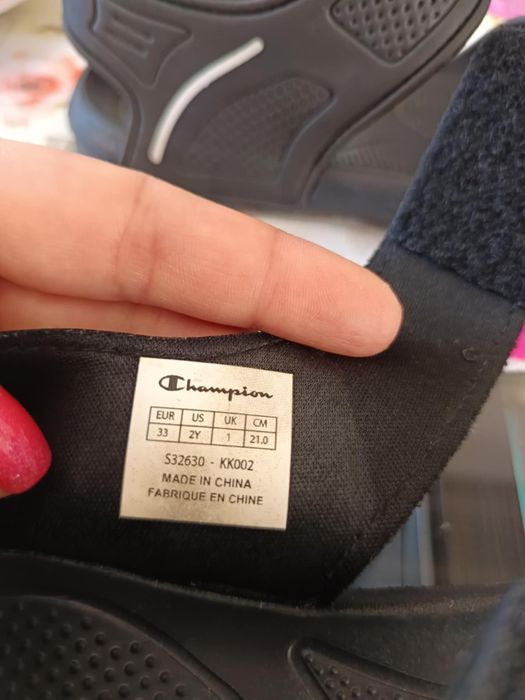 Champion
EUR US UK CM
33 2Y 1 21.0
S32630 - KK002
MADE IN CHINA
FABRIQUE EN CHINE